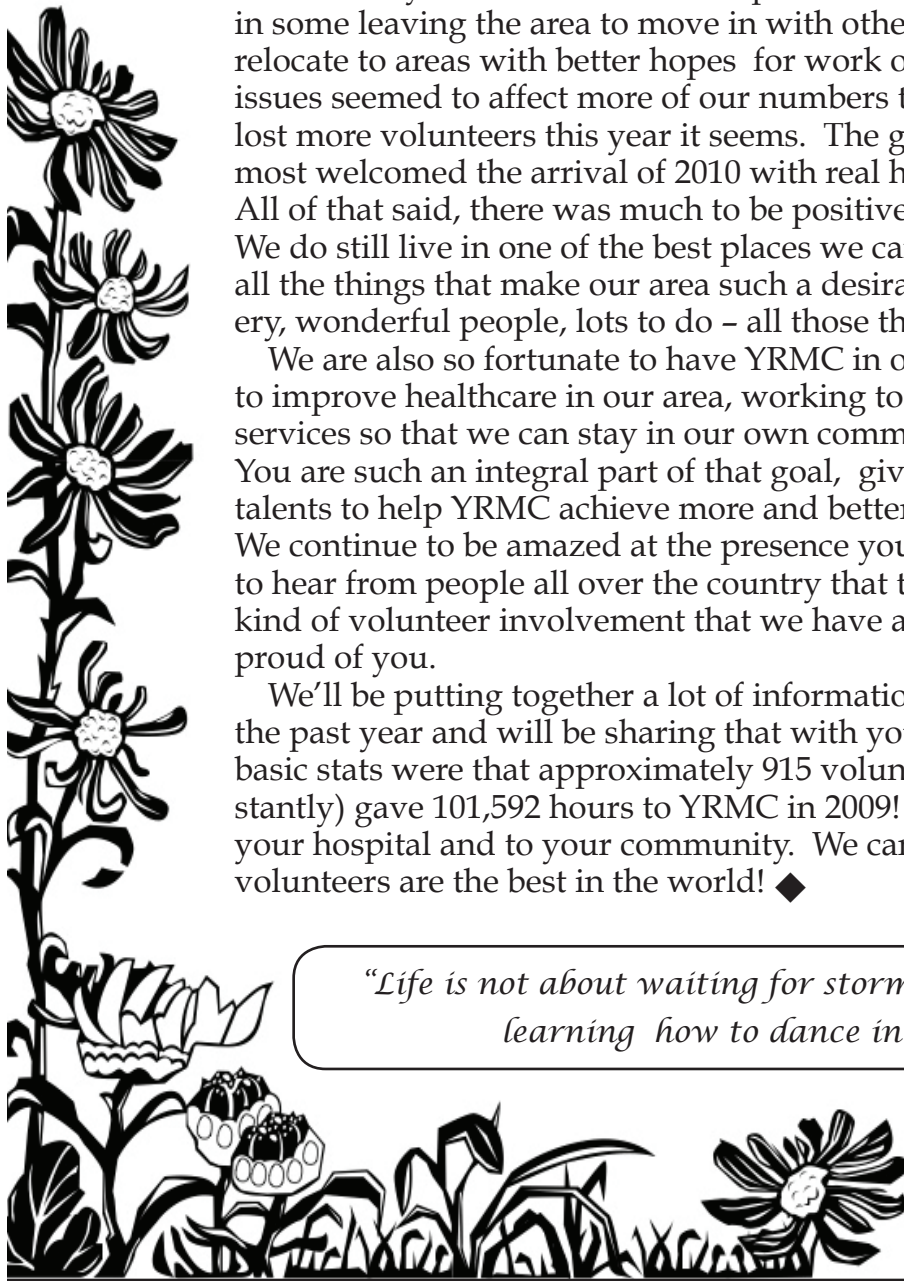 in some leaving the area to move in with othe
relocate to areas with better hopes for work o
issues seemed to affect more of our numbers t
lost more volunteers this year it seems. The g
most welcomed the arrival of 2010 with real h
All of that said, there was much to be positive
We do still live in one of the best places we ca
all the things that make our area such a desira
ery, wonderful people, lots to do – all those th
We are also so fortunate to have YRMC in o
to improve healthcare in our area, working to
services so that we can stay in our own comm
You are such an integral part of that goal, giv
talents to help YRMC achieve more and better
We continue to be amazed at the presence you
to hear from people all over the country that t
kind of volunteer involvement that we have a
proud of you.
We'll be putting together a lot of informatio
the past year and will be sharing that with you
basic stats were that approximately 915 volun
stantly) gave 101,592 hours to YRMC in 2009!
your hospital and to your community. We can
volunteers are the best in the world! ◆
“Life is not about waiting for storm
learning how to dance in